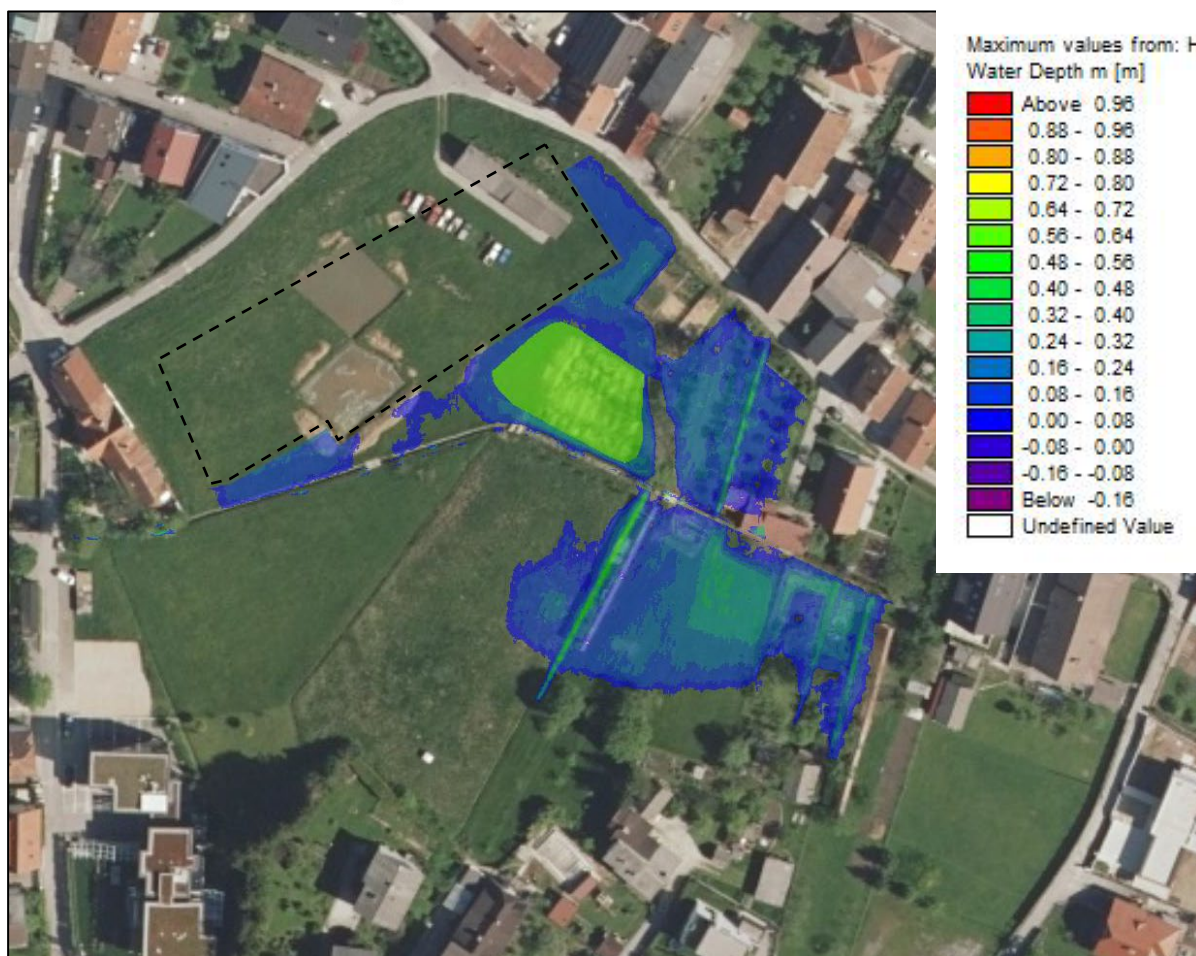 Maximum values from: H
Water Depth m [m]
Above 0.96
0.88 - 0.96
0.80 - 0.88
0.72 - 0.80
0.64 - 0.72
0.56 - 0.64
0.48 - 0.56
0.40 - 0.48
0.32 - 0.40
0.24 - 0.32
0.16 - 0.24
0.08 - 0.16
0.00 - 0.08
-0.08 - 0.00
-0.16 - -0.08
Below -0.16
Undefined Value